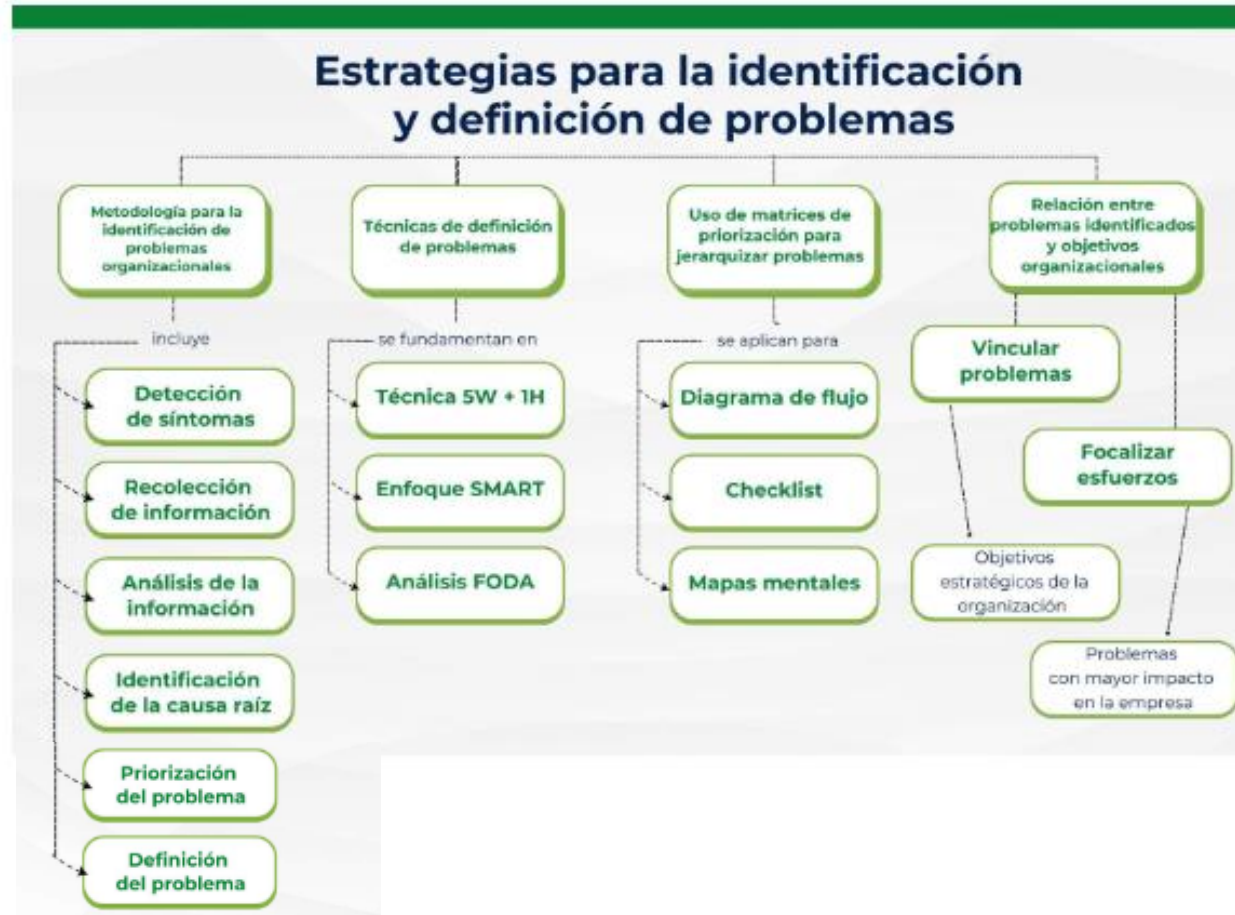 Estrategias para la identificación
y definición de problemas
Metodología para la
identificación de
problemas
organizacionales
incluye
Detección
de síntomas
Recolección
de información
Análisis de la
información
Identificación
de la causa raíz
Priorización
del problema
Definición
del problema
Técnicas de definición
de problemas
se fundamentan en
Técnica 5W + 1H
Enfoque SMART
Análisis FODA
Uso de matrices de
priorización para
jerarquizar problemas
se aplican para
Diagrama de flujo
Checklist
Mapas mentales
Relación entre
problemas identificados
y objetivos
organizacionales
Vincular
problemas
Objetivos
estratégicos de la
organización
Focalizar
esfuerzos
Problemas
con mayor impacto
en la empresa